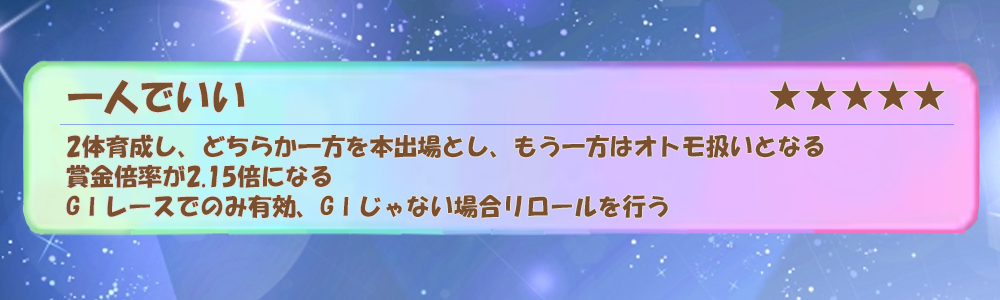 一人でいい ★★★★★
2体育成し、どちらか一方を本出場とし、もう一方はオトモ扱いとなる
賞金倍率が2.15倍になる
GⅠレースでのみ有効、GⅠじゃない場合リロールを行う